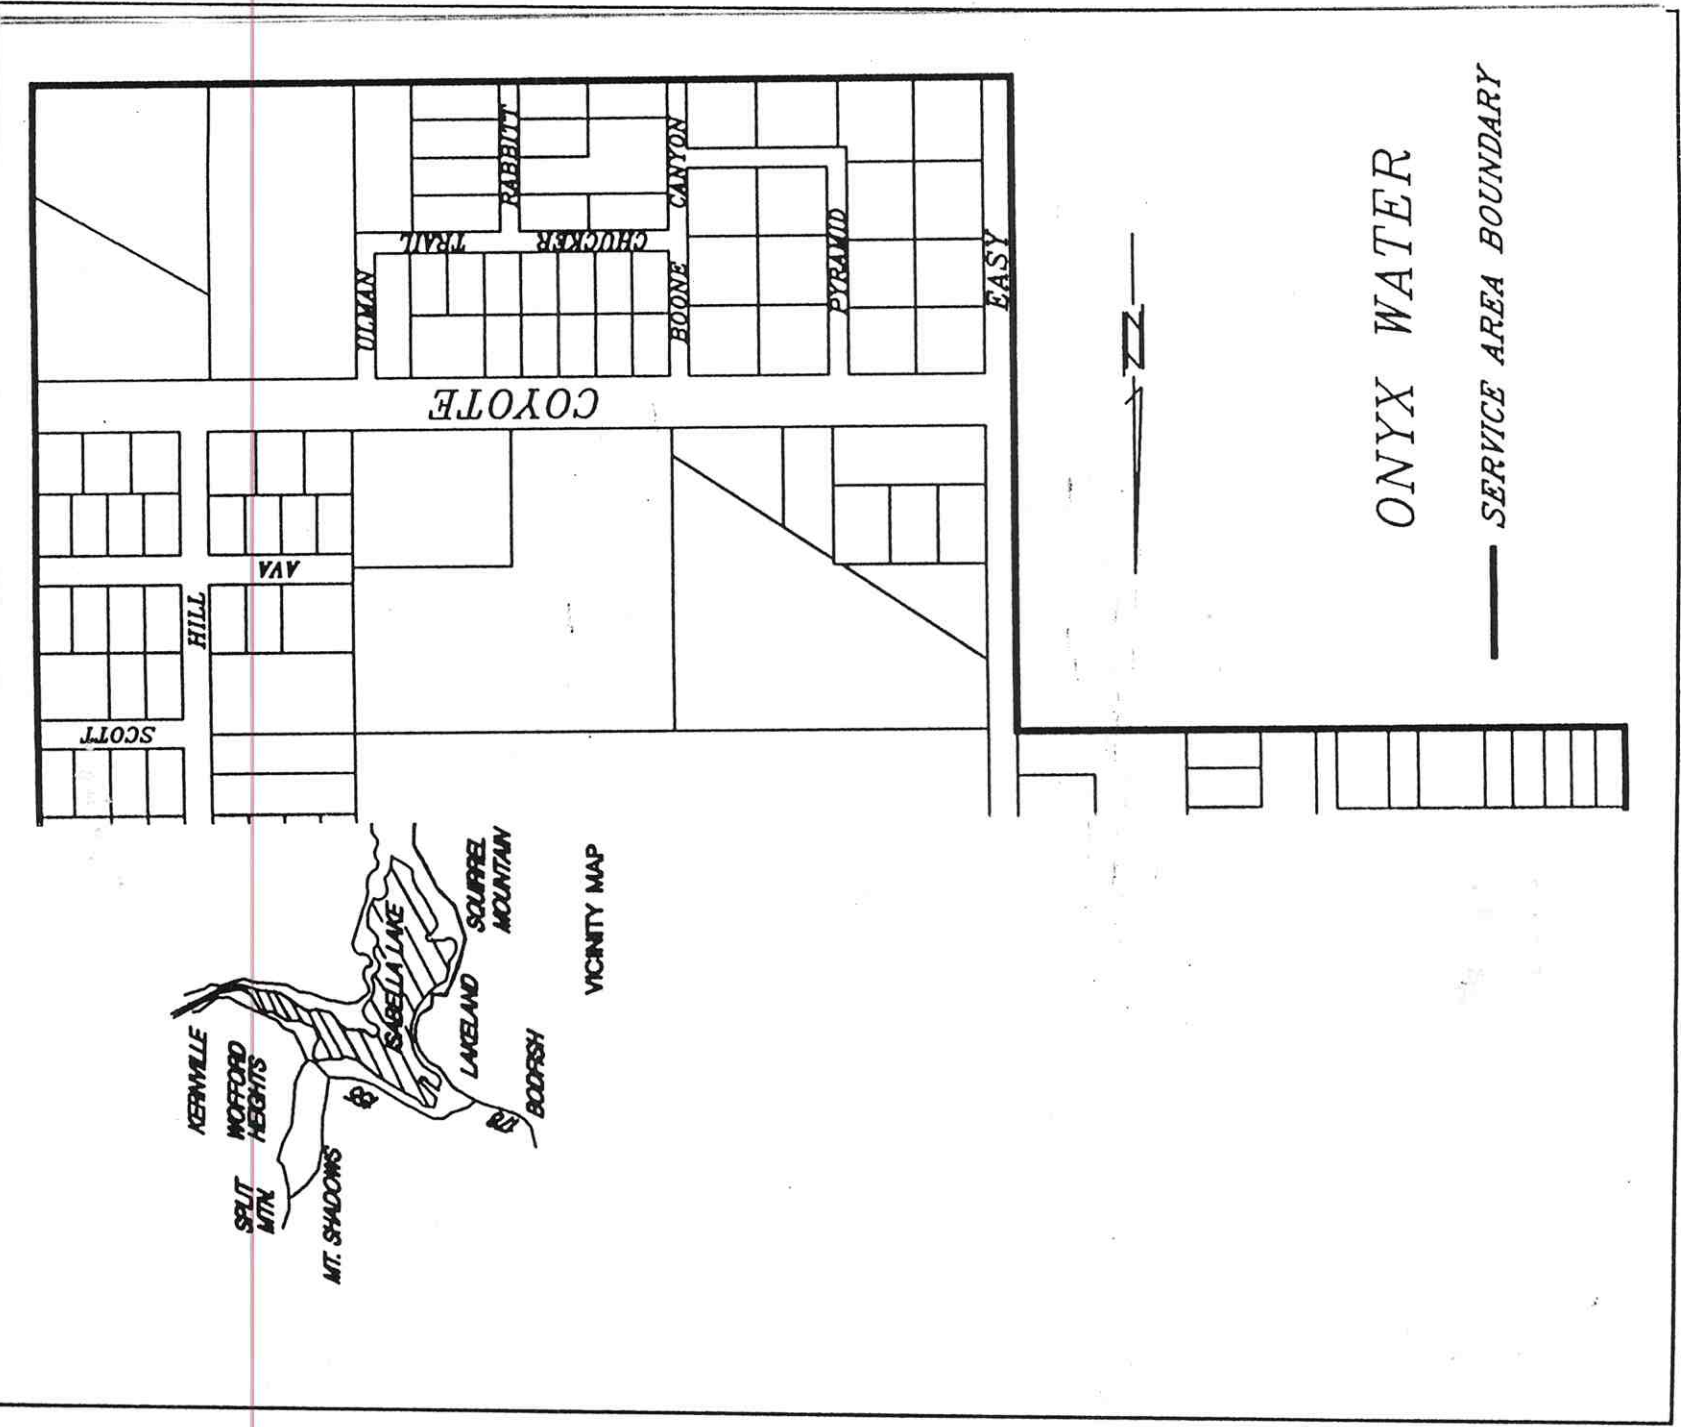 ONYX WATER
SERVICE AREA BOUNDARY
N
EASY
PYRAMID
BOONE CANYON
CHUCKER TRAIL
RABBITT
ULMAN
COYOTE
AVA
HILL
SCOTT
KERNVILLE
WOFFORD
HEIGHTS
SPLIT
MTN.
MT. SHADOWS
ISABELLA LAKE
SQUIRREL
MOUNTAIN
LAKELAND
BODFISH
VICINITY MAP